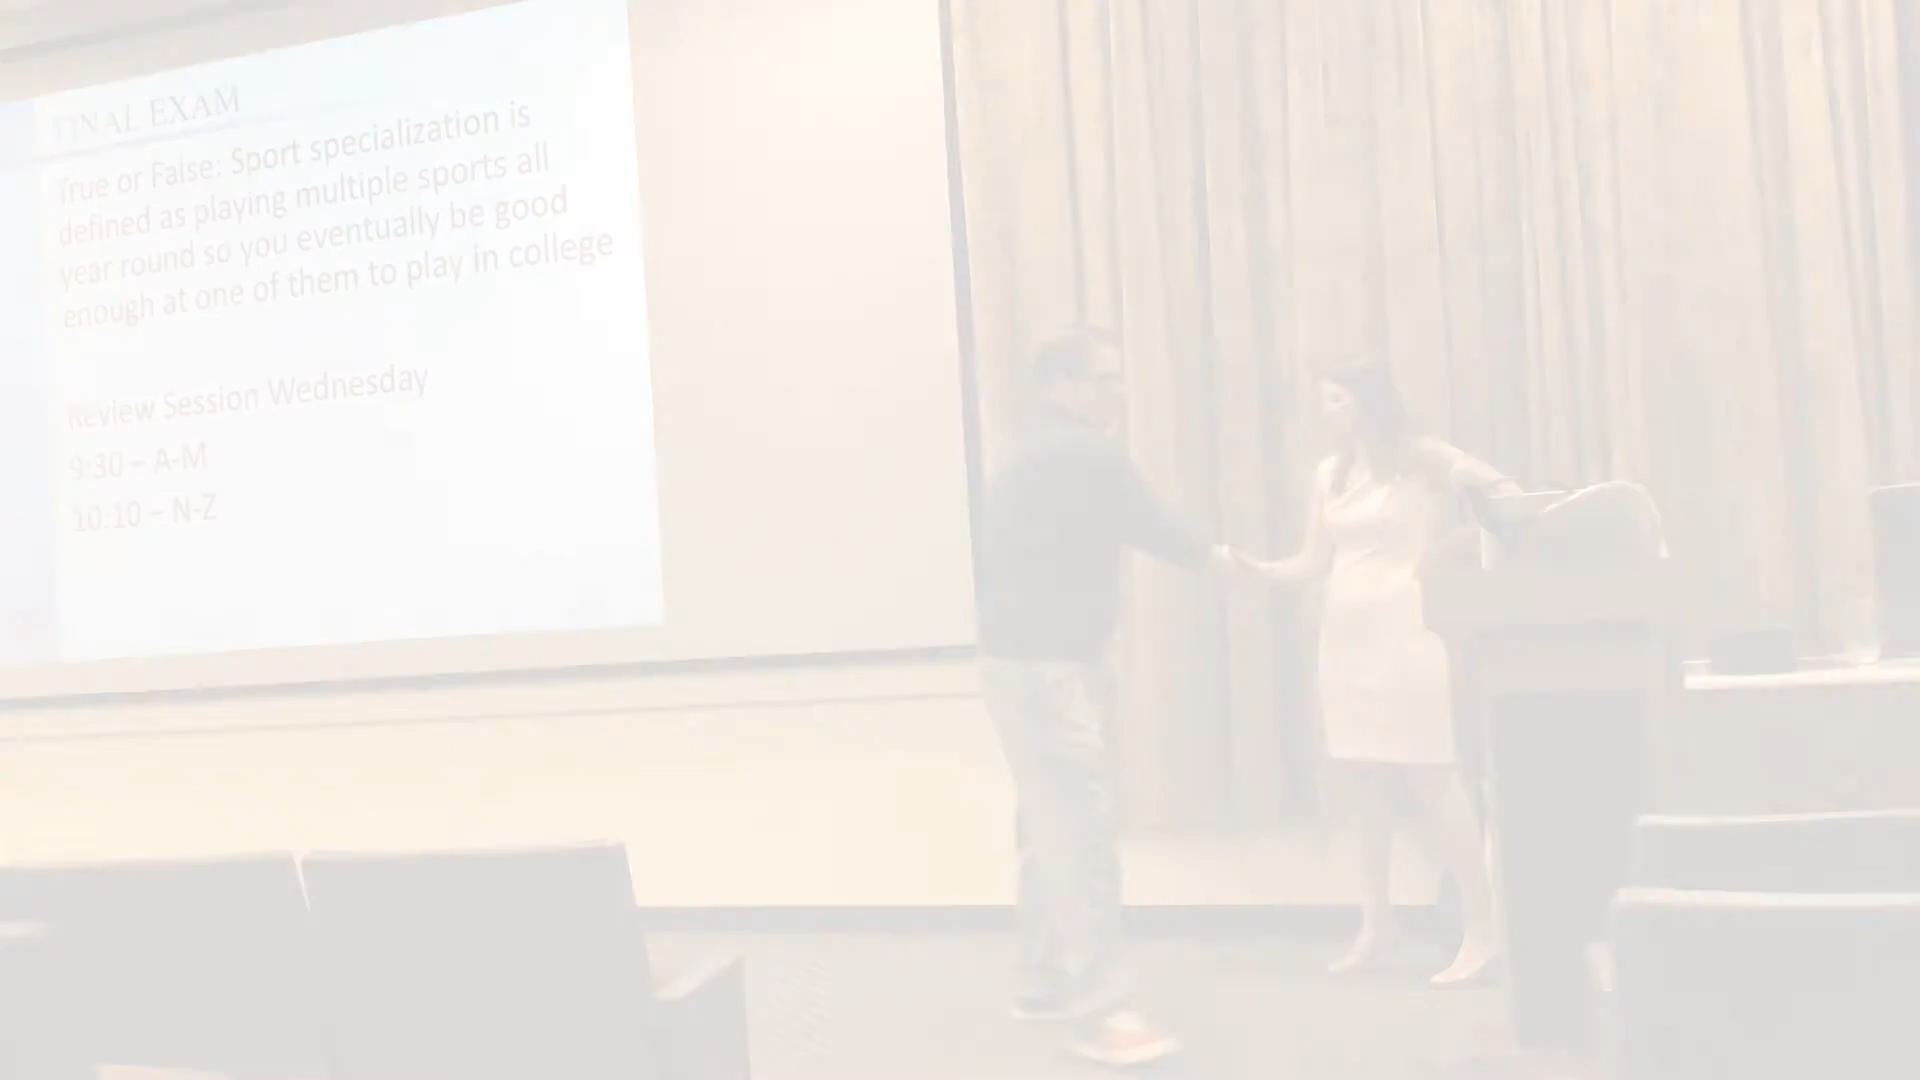 FINAL EXAM
True or False: Sport specialization is
defined as playing multiple sports all
year round so you eventually be good
enough at one of them to play in college
Review Session Wednesday
9:30 – A-M
10:10 – N-Z